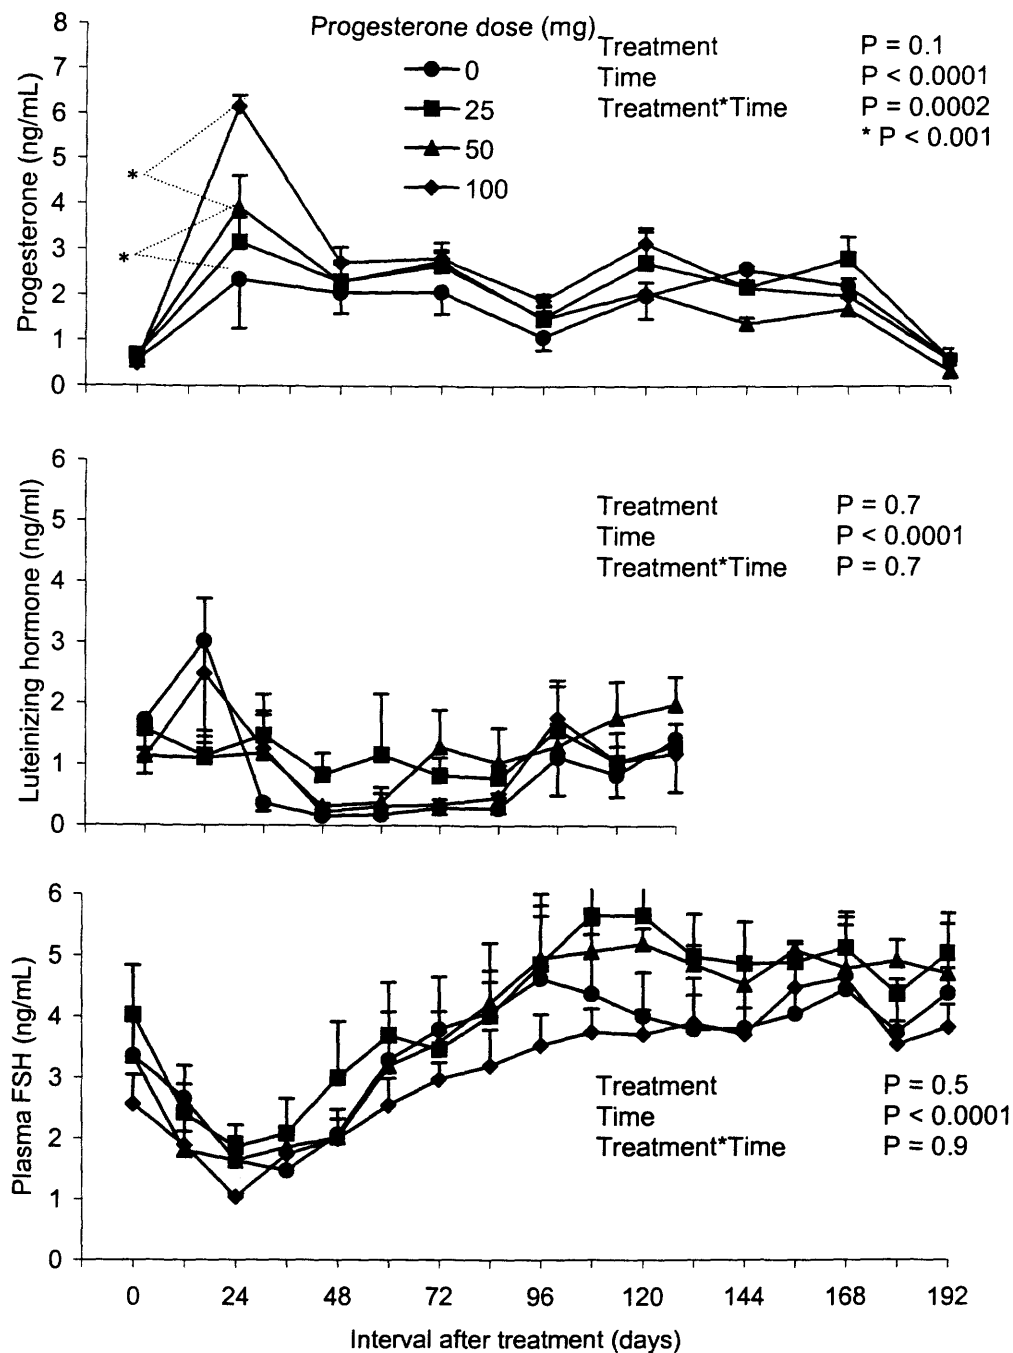 Progesterone dose (mg)
0
25
50
100
Treatment P = 0.1
Time P < 0.0001
Treatment*Time P = 0.0002
* P < 0.001
Progesterone (ng/mL)
8
7
6
5
4
3
2
1
0
*
*
Luteinizing hormone (ng/ml)
6
5
4
3
2
1
0
Treatment P = 0.7
Time P < 0.0001
Treatment*Time P = 0.7
Plasma FSH (ng/mL)
6
5
4
3
2
1
0
Treatment P = 0.5
Time P < 0.0001
Treatment*Time P = 0.9
0 24 48 72 96 120 144 168 192
Interval after treatment (days)